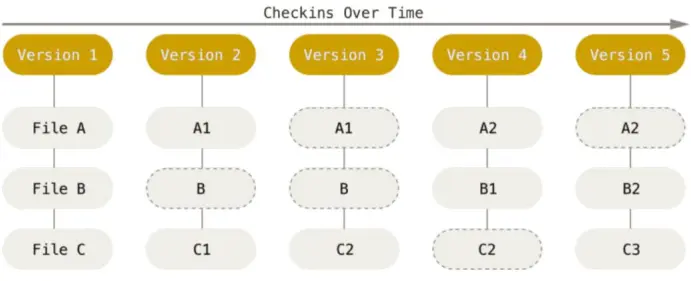 Checkins Over Time
Version 1 Version 2 Version 3 Version 4 Version 5
File A A1 A1 A2 A2
File B B B B1 B2
File C C1 C2 C2 C3